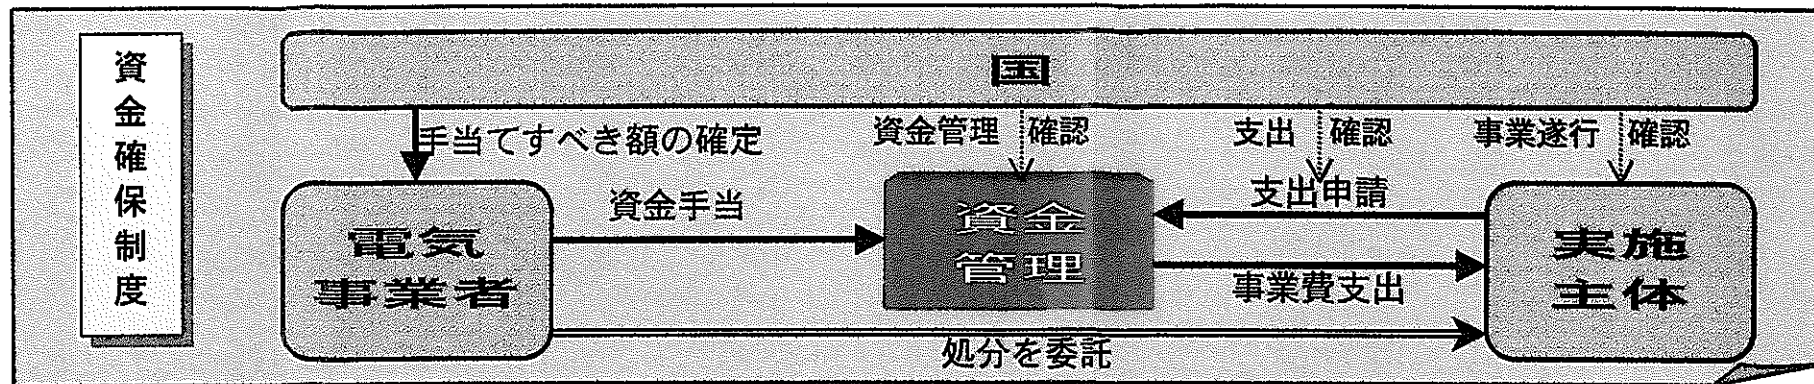 資金確保制度
国
手当てすべき額の確定
資金管理 確認
支出 確認
事業遂行 確認
電気
事業者
資金手当
資金
管理
支出申請
事業費支出
実施
主体
処分を委託